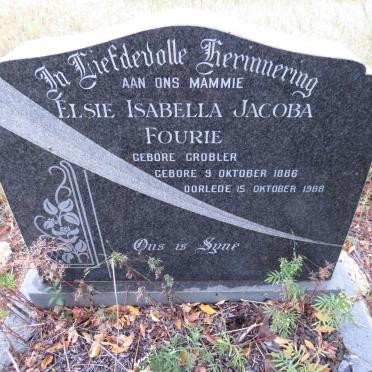 In Liefdevolle Herinnering
AAN ONS MAMMIE
ELSIE ISABELLA JACOBA
FOURIE
GEBORE GROBLER
GEBORE 9 OKTOBER 1886
OORLEDE 15 OKTOBER 1966
Ons is Syne